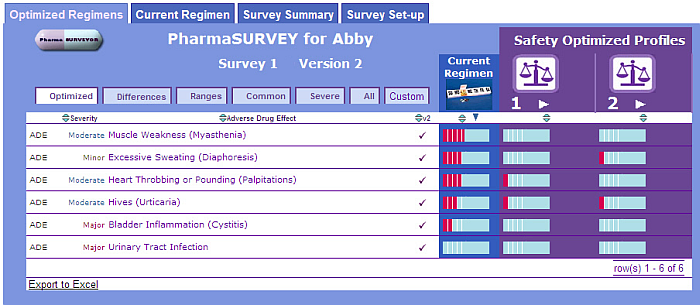 Optimized Regimens Current Regimen Survey Summary Survey Set-up
Pharma SURVEYOR
PharmaSURVEY for Abby
Survey 1 Version 2
Current Regimen
Safety Optimized Profiles
1 ► 2 ►
Optimized Differences Ranges Common Severe All Custom
Severity Adverse Drug Effect v2
ADE Moderate Muscle Weakness (Myasthenia) ✓
ADE Minor Excessive Sweating (Diaphoresis) ✓
ADE Moderate Heart Throbbing or Pounding (Palpitations) ✓
ADE Moderate Hives (Urticaria) ✓
ADE Major Bladder Inflammation (Cystitis) ✓
ADE Major Urinary Tract Infection ✓
row(s) 1 - 6 of 6
Export to Excel